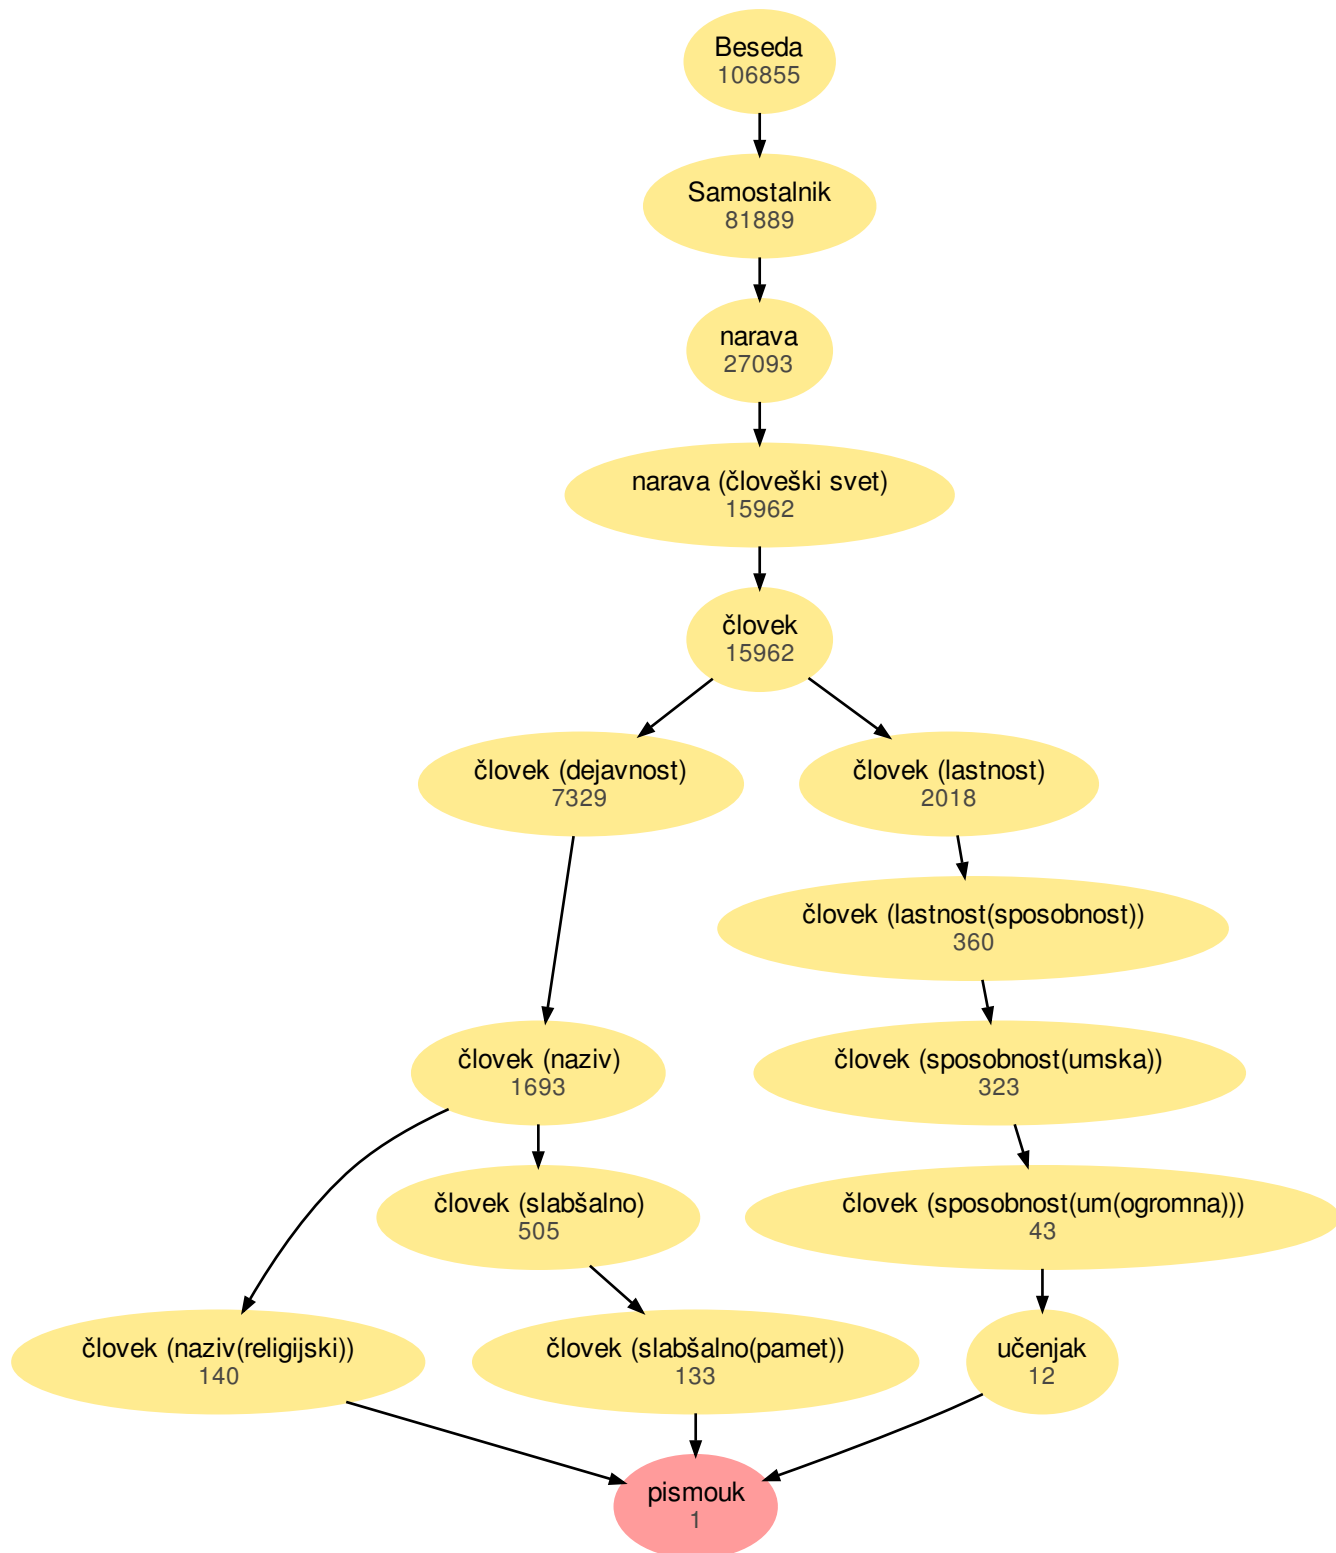 Beseda
106855
Samostalnik
81889
narava
27093
narava (človeški svet)
15962
človek
15962
človek (dejavnost)
7329
človek (lastnost)
2018
človek (lastnost(sposobnost))
360
človek (naziv)
1693
človek (sposobnost(umska))
323
človek (slabšalno)
505
človek (sposobnost(um(ogromna)))
43
človek (naziv(religijski))
140
človek (slabšalno(pamet))
133
učenjak
12
pismouk
1